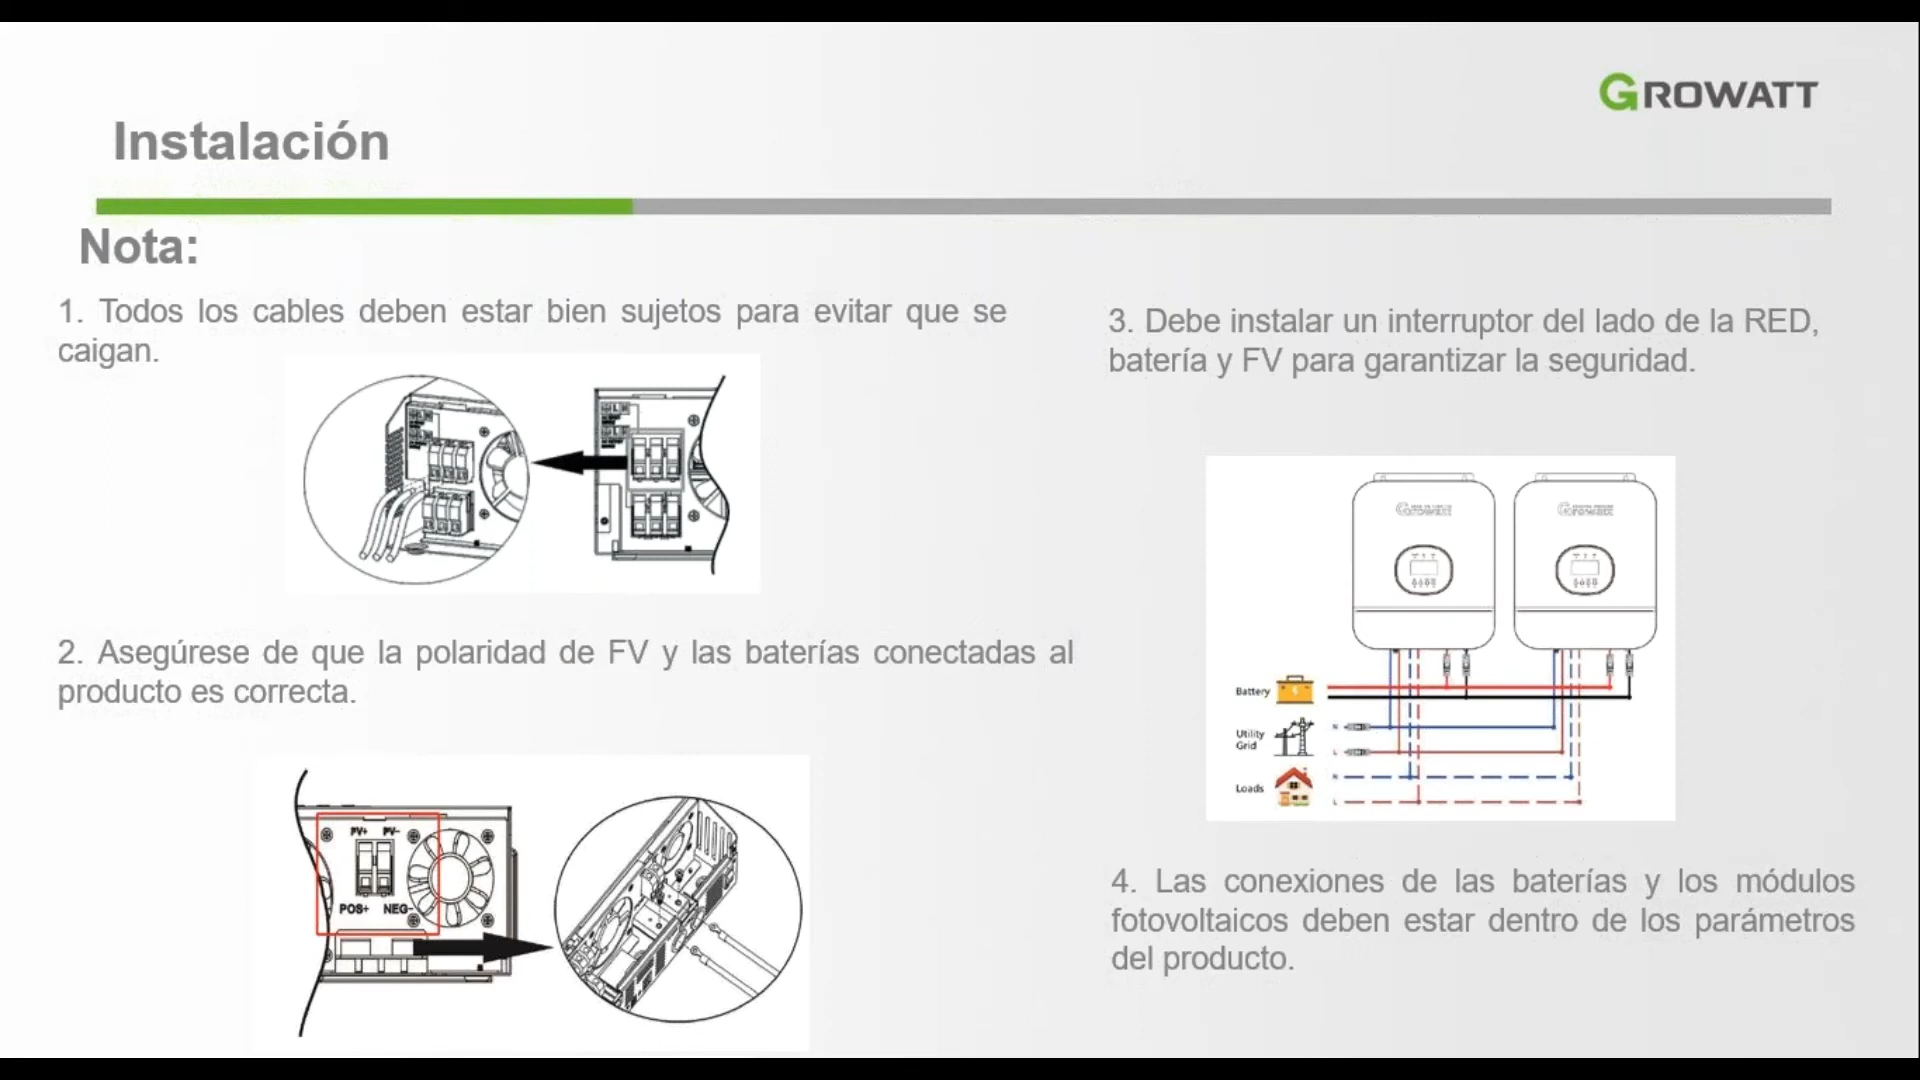 GROWATT
Instalación
Nota:
1. Todos los cables deben estar bien sujetos para evitar que se
caigan.
2. Asegúrese de que la polaridad de FV y las baterías conectadas al
producto es correcta.
PV+ PV-
POS+ NEG-
3. Debe instalar un interruptor del lado de la RED,
batería y FV para garantizar la seguridad.
GROWATT GROWATT
Battery
Utility
Grid
N
L
Loads
N
L
4. Las conexiones de las baterías y los módulos
fotovoltaicos deben estar dentro de los parámetros
del producto.